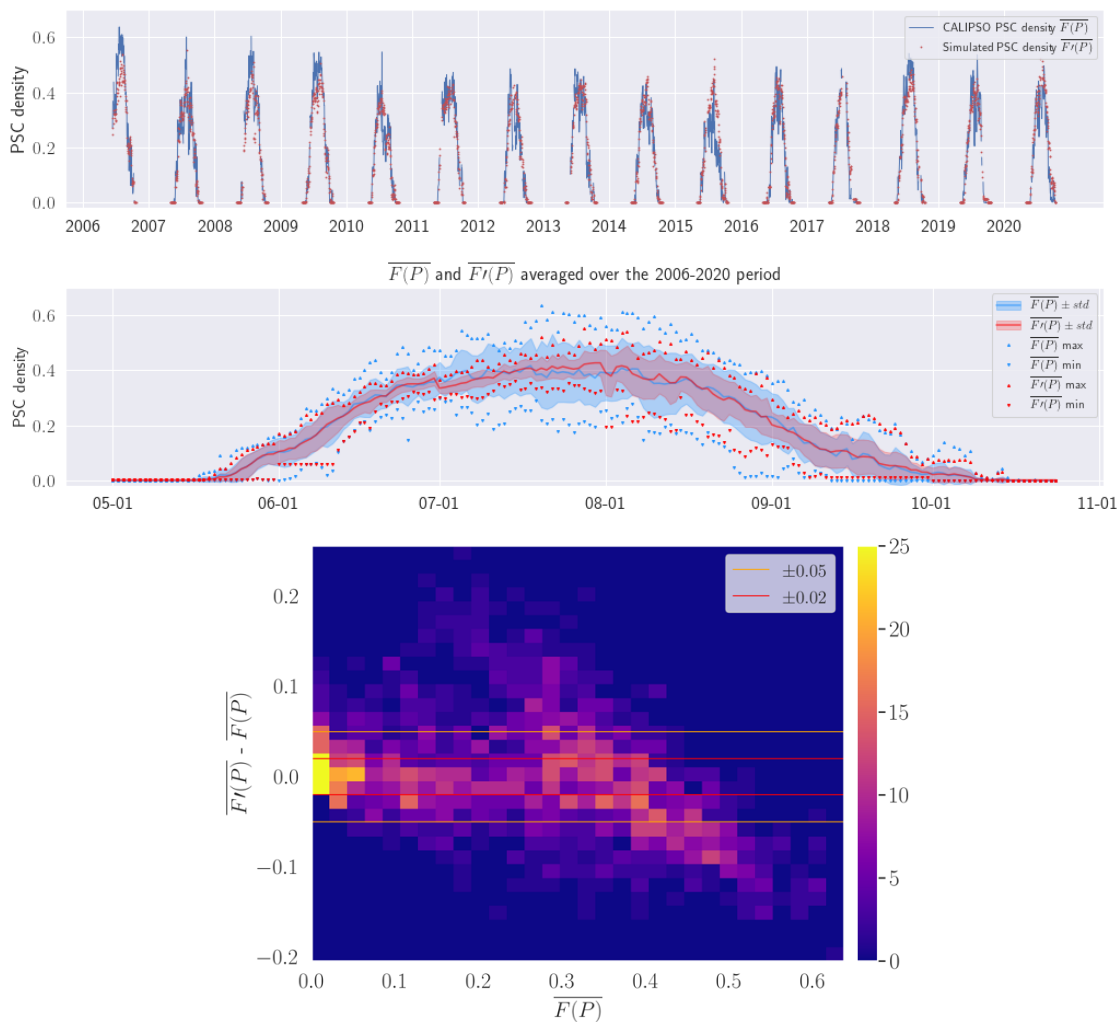 CALIPSO PSC density F(P)
Simulated PSC density F′(P)
PSC density
0.6
0.4
0.2
0.0
2006 2007 2008 2009 2010 2011 2012 2013 2014 2015 2016 2017 2018 2019 2020
F(P) and F′(P) averaged over the 2006-2020 period
F(P) ± std
F′(P) ± std
F(P) max
F(P) min
F′(P) max
F′(P) min
PSC density
0.6
0.4
0.2
0.0
05-01 06-01 07-01 08-01 09-01 10-01 11-01
±0.05
±0.02
F′(P) - F(P)
0.2
0.1
0.0
−0.1
−0.2
0.0 0.1 0.2 0.3 0.4 0.5 0.6
F(P)
25
20
15
10
5
0